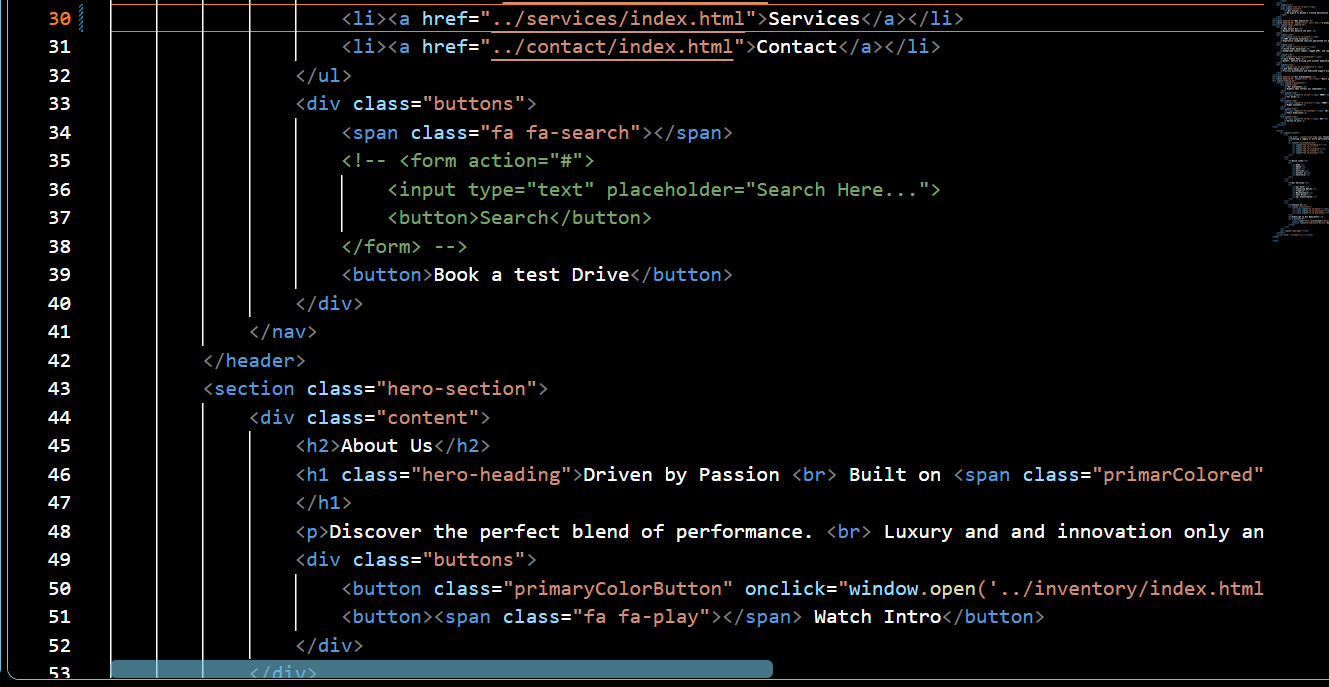 30 <li><a href="../services/index.html">Services</a></li>
31 <li><a href="../contact/index.html">Contact</a></li>
32 </ul>
33 <div class="buttons">
34 <span class="fa fa-search"></span>
35 <!-- <form action="#">
36 <input type="text" placeholder="Search Here...">
37 <button>Search</button>
38 </form> -->
39 <button>Book a test Drive</button>
40 </div>
41 </nav>
42 </header>
43 <section class="hero-section">
44 <div class="content">
45 <h2>About Us</h2>
46 <h1 class="hero-heading">Driven by Passion <br> Built on <span class="primarColored"
47 </h1>
48 <p>Discover the perfect blend of performance. <br> Luxury and and innovation only an
49 <div class="buttons">
50 <button class="primaryColorButton" onclick="window.open('../inventory/index.html
51 <button><span class="fa fa-play"></span> Watch Intro</button>
52 </div>
53 </div>